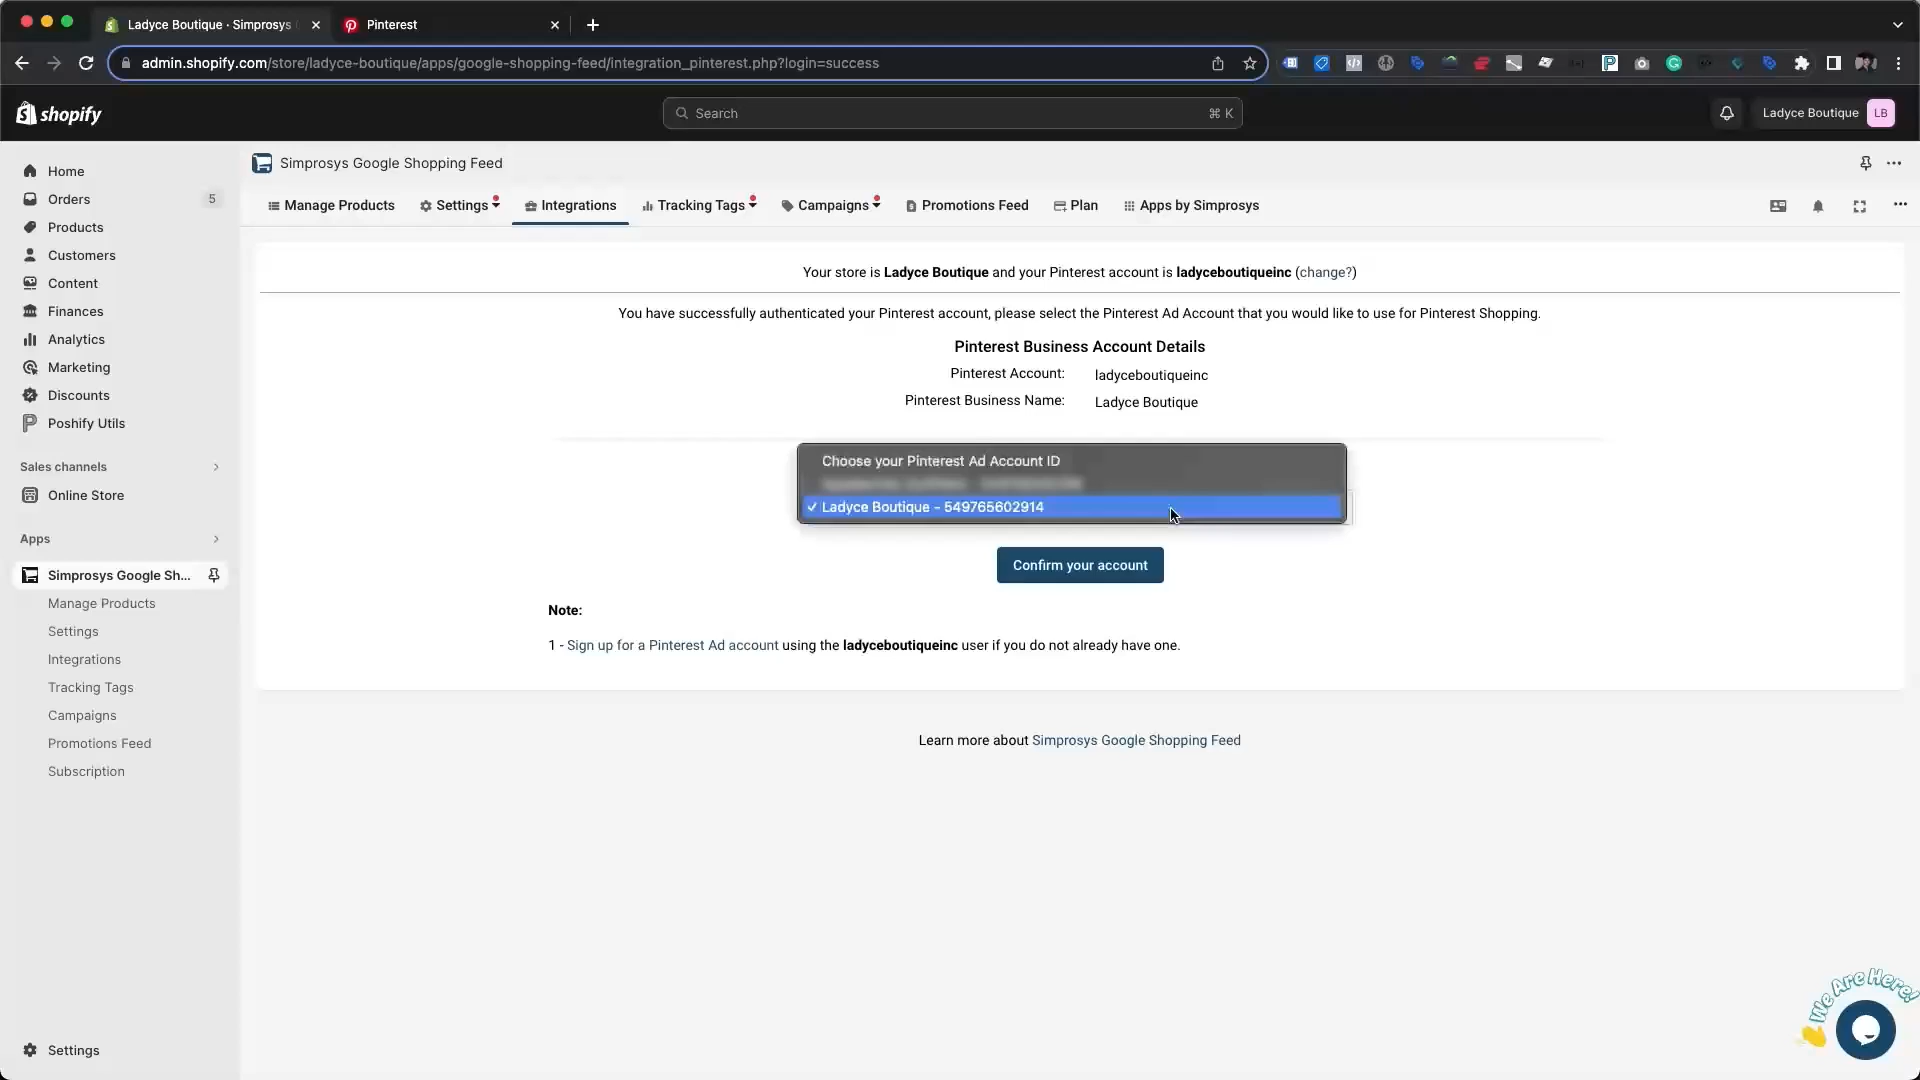 Ladyce Boutique · Simprosys
Pinterest
admin.shopify.com/store/ladyce-boutique/apps/google-shopping-feed/integration_pinterest.php?login=success
shopify
Search
⌘ K
Ladyce Boutique
LB
Home
Orders
5
Products
Customers
Content
Finances
Analytics
Marketing
Discounts
Poshify Utils
Sales channels
Online Store
Apps
Simprosys Google Sh...
Manage Products
Settings
Integrations
Tracking Tags
Campaigns
Promotions Feed
Subscription
Settings
Simprosys Google Shopping Feed
Manage Products
Settings
Integrations
Tracking Tags
Campaigns
Promotions Feed
Plan
Apps by Simprosys
Your store is Ladyce Boutique and your Pinterest account is ladyceboutiqueinc (change?)
You have successfully authenticated your Pinterest account, please select the Pinterest Ad Account that you would like to use for Pinterest Shopping.
Pinterest Business Account Details
Pinterest Account: ladyceboutiqueinc
Pinterest Business Name: Ladyce Boutique
Choose your Pinterest Ad Account ID
✓ Ladyce Boutique - 549765602914
Confirm your account
Note:
1 - Sign up for a Pinterest Ad account using the ladyceboutiqueinc user if you do not already have one.
Learn more about Simprosys Google Shopping Feed
We Are Here!